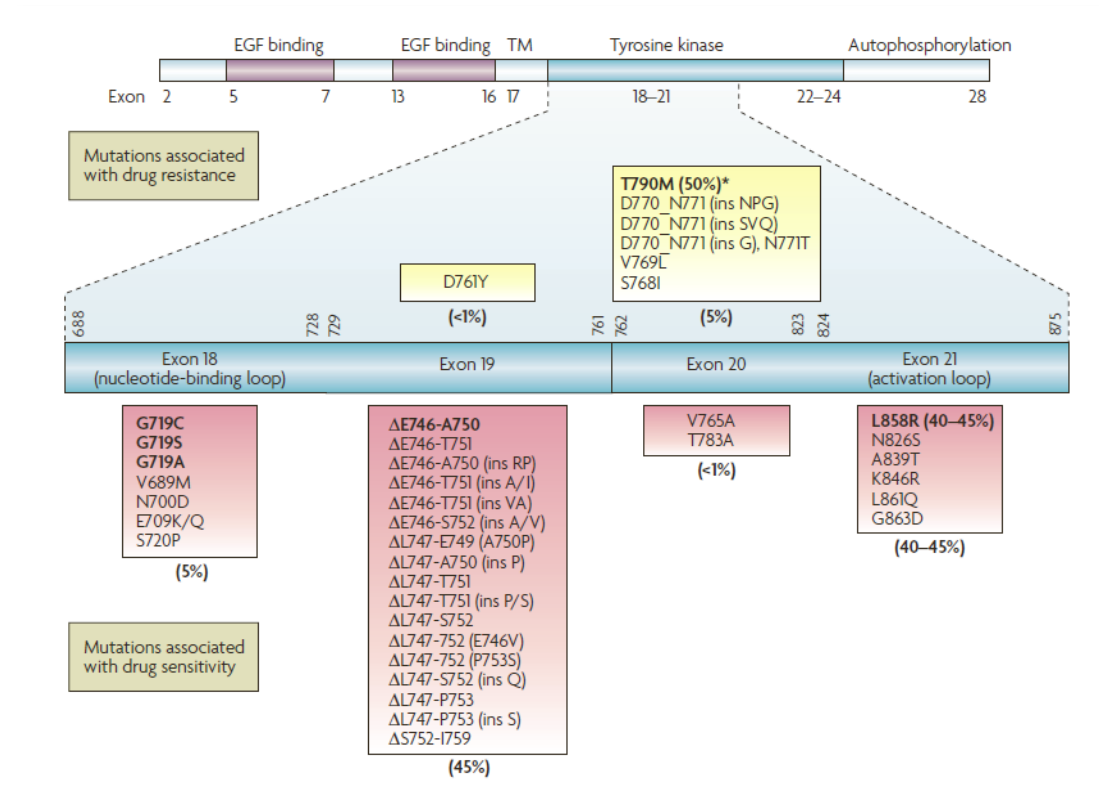 EGF binding EGF binding TM Tyrosine kinase Autophosphorylation
Exon 2 5 7 13 16 17 18–21 22–24 28
Mutations associated
with drug resistance
T790M (50%)*
D770_N771 (ins NPG)
D770_N771 (ins SVQ)
D770_N771 (ins G), N771T
V769L
S768I
(5%)
D761Y
(<1%)
688 728 729 761 762 823 824 875
Exon 18
(nucleotide-binding loop)
Exon 19
Exon 20
Exon 21
(activation loop)
G719C
G719S
G719A
V689M
N700D
E709K/Q
S720P
(5%)
ΔE746-A750
ΔE746-T751
ΔE746-A750 (ins RP)
ΔE746-T751 (ins A/I)
ΔE746-T751 (ins VA)
ΔE746-S752 (ins A/V)
ΔL747-E749 (A750P)
ΔL747-A750 (ins P)
ΔL747-T751
ΔL747-T751 (ins P/S)
ΔL747-S752
ΔL747-752 (E746V)
ΔL747-752 (P753S)
ΔL747-S752 (ins Q)
ΔL747-P753
ΔL747-P753 (ins S)
ΔS752-I759
(45%)
V765A
T783A
(<1%)
L858R (40–45%)
N826S
A839T
K846R
L861Q
G863D
(40–45%)
Mutations associated
with drug sensitivity